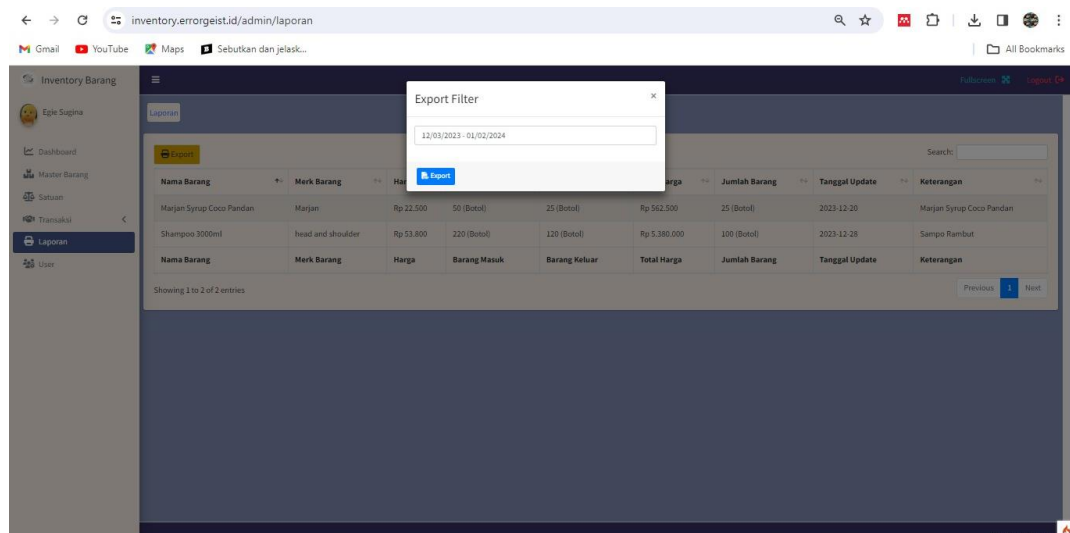 inventory.errorgeist.id/admin/laporan
Gmail YouTube Maps Sebutkan dan jelask... All Bookmarks
Inventory Barang Fullscreen Logout
Egie Sugina
Laporan
Dashboard
Master Barang
Satuan
Transaksi
Laporan
User
Export Filter ×
12/03/2023 - 01/02/2024
Export
Export Search:
Nama Barang Merk Barang Har arga Jumlah Barang Tanggal Update Keterangan
Marjan Syrup Coco Pandan Marjan Rp 22.500 50 (Botol) 25 (Botol) Rp 562.500 25 (Botol) 2023-12-20 Marjan Syrup Coco Pandan
Shampoo 3000ml head and shoulder Rp 53.800 220 (Botol) 120 (Botol) Rp 5.380.000 100 (Botol) 2023-12-28 Sampo Rambut
Nama Barang Merk Barang Harga Barang Masuk Barang Keluar Total Harga Jumlah Barang Tanggal Update Keterangan
Showing 1 to 2 of 2 entries Previous 1 Next